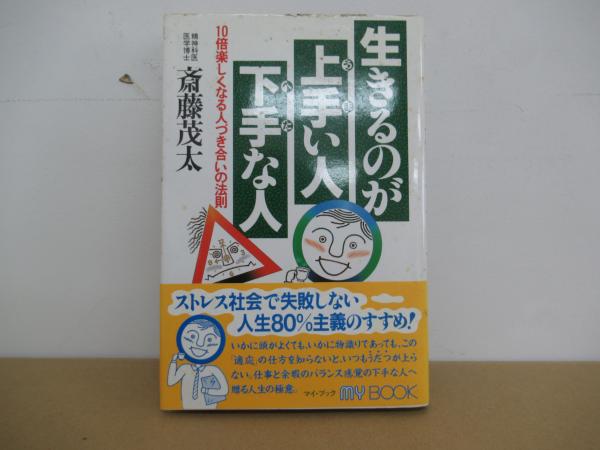 生きるのが
上手い人
うま
下手な人
へた
10倍楽しくなる人づき合いの法則
精神科医
医学博士
斎藤茂太
ストレス社会で失敗しない
人生80%主義のすすめ!
いかに頭がよくても、いかに物識りであっても、この
「適応」の仕方を知らないと、いつもうだつが上ら
ない。仕事と余暇のバランス感覚の下手な人へ
贈る人生の極意。
マイ・ブック
MY BOOK